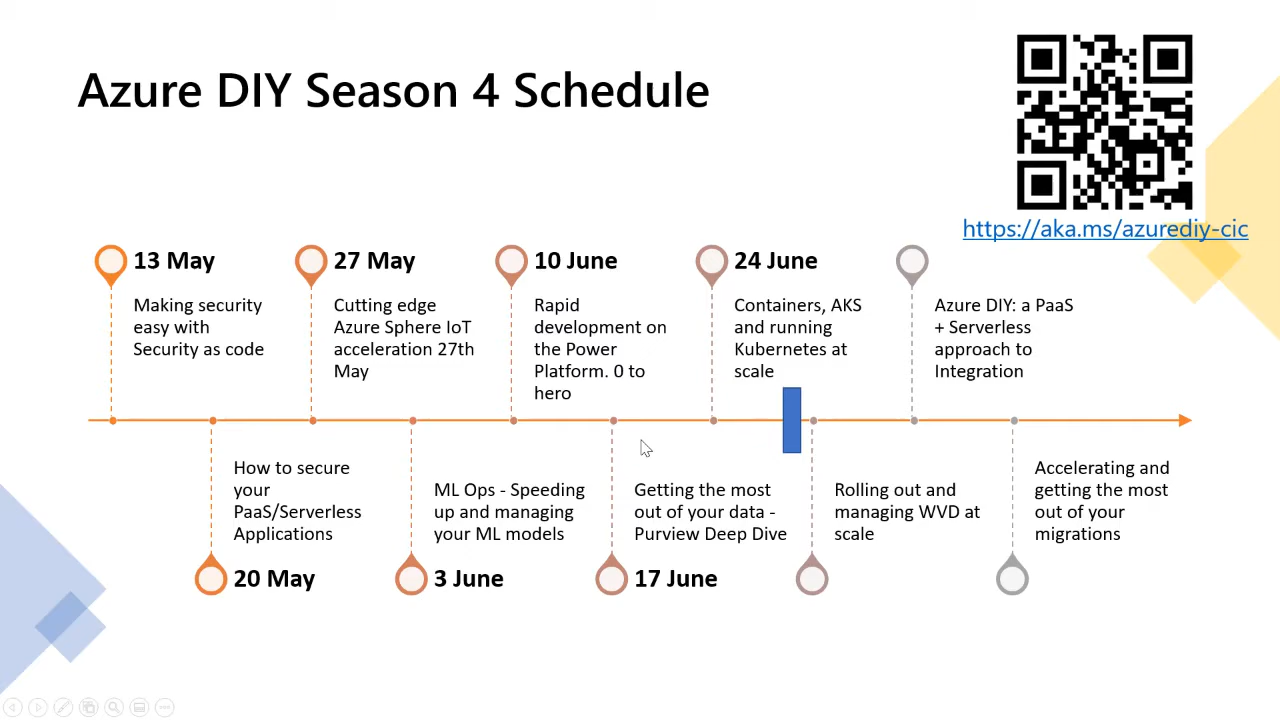 Azure DIY Season 4 Schedule
https://aka.ms/azurediy-cic
13 May
Making security
easy with
Security as code
27 May
Cutting edge
Azure Sphere IoT
acceleration 27th
May
10 June
Rapid
development on
the Power
Platform. 0 to
hero
24 June
Containers, AKS
and running
Kubernetes at
scale
Azure DIY: a PaaS
+ Serverless
approach to
Integration
How to secure
your
PaaS/Serverless
Applications
20 May
ML Ops - Speeding
up and managing
your ML models
3 June
Getting the most
out of your data -
Purview Deep Dive
17 June
Rolling out and
managing WVD at
scale
Accelerating and
getting the most
out of your
migrations